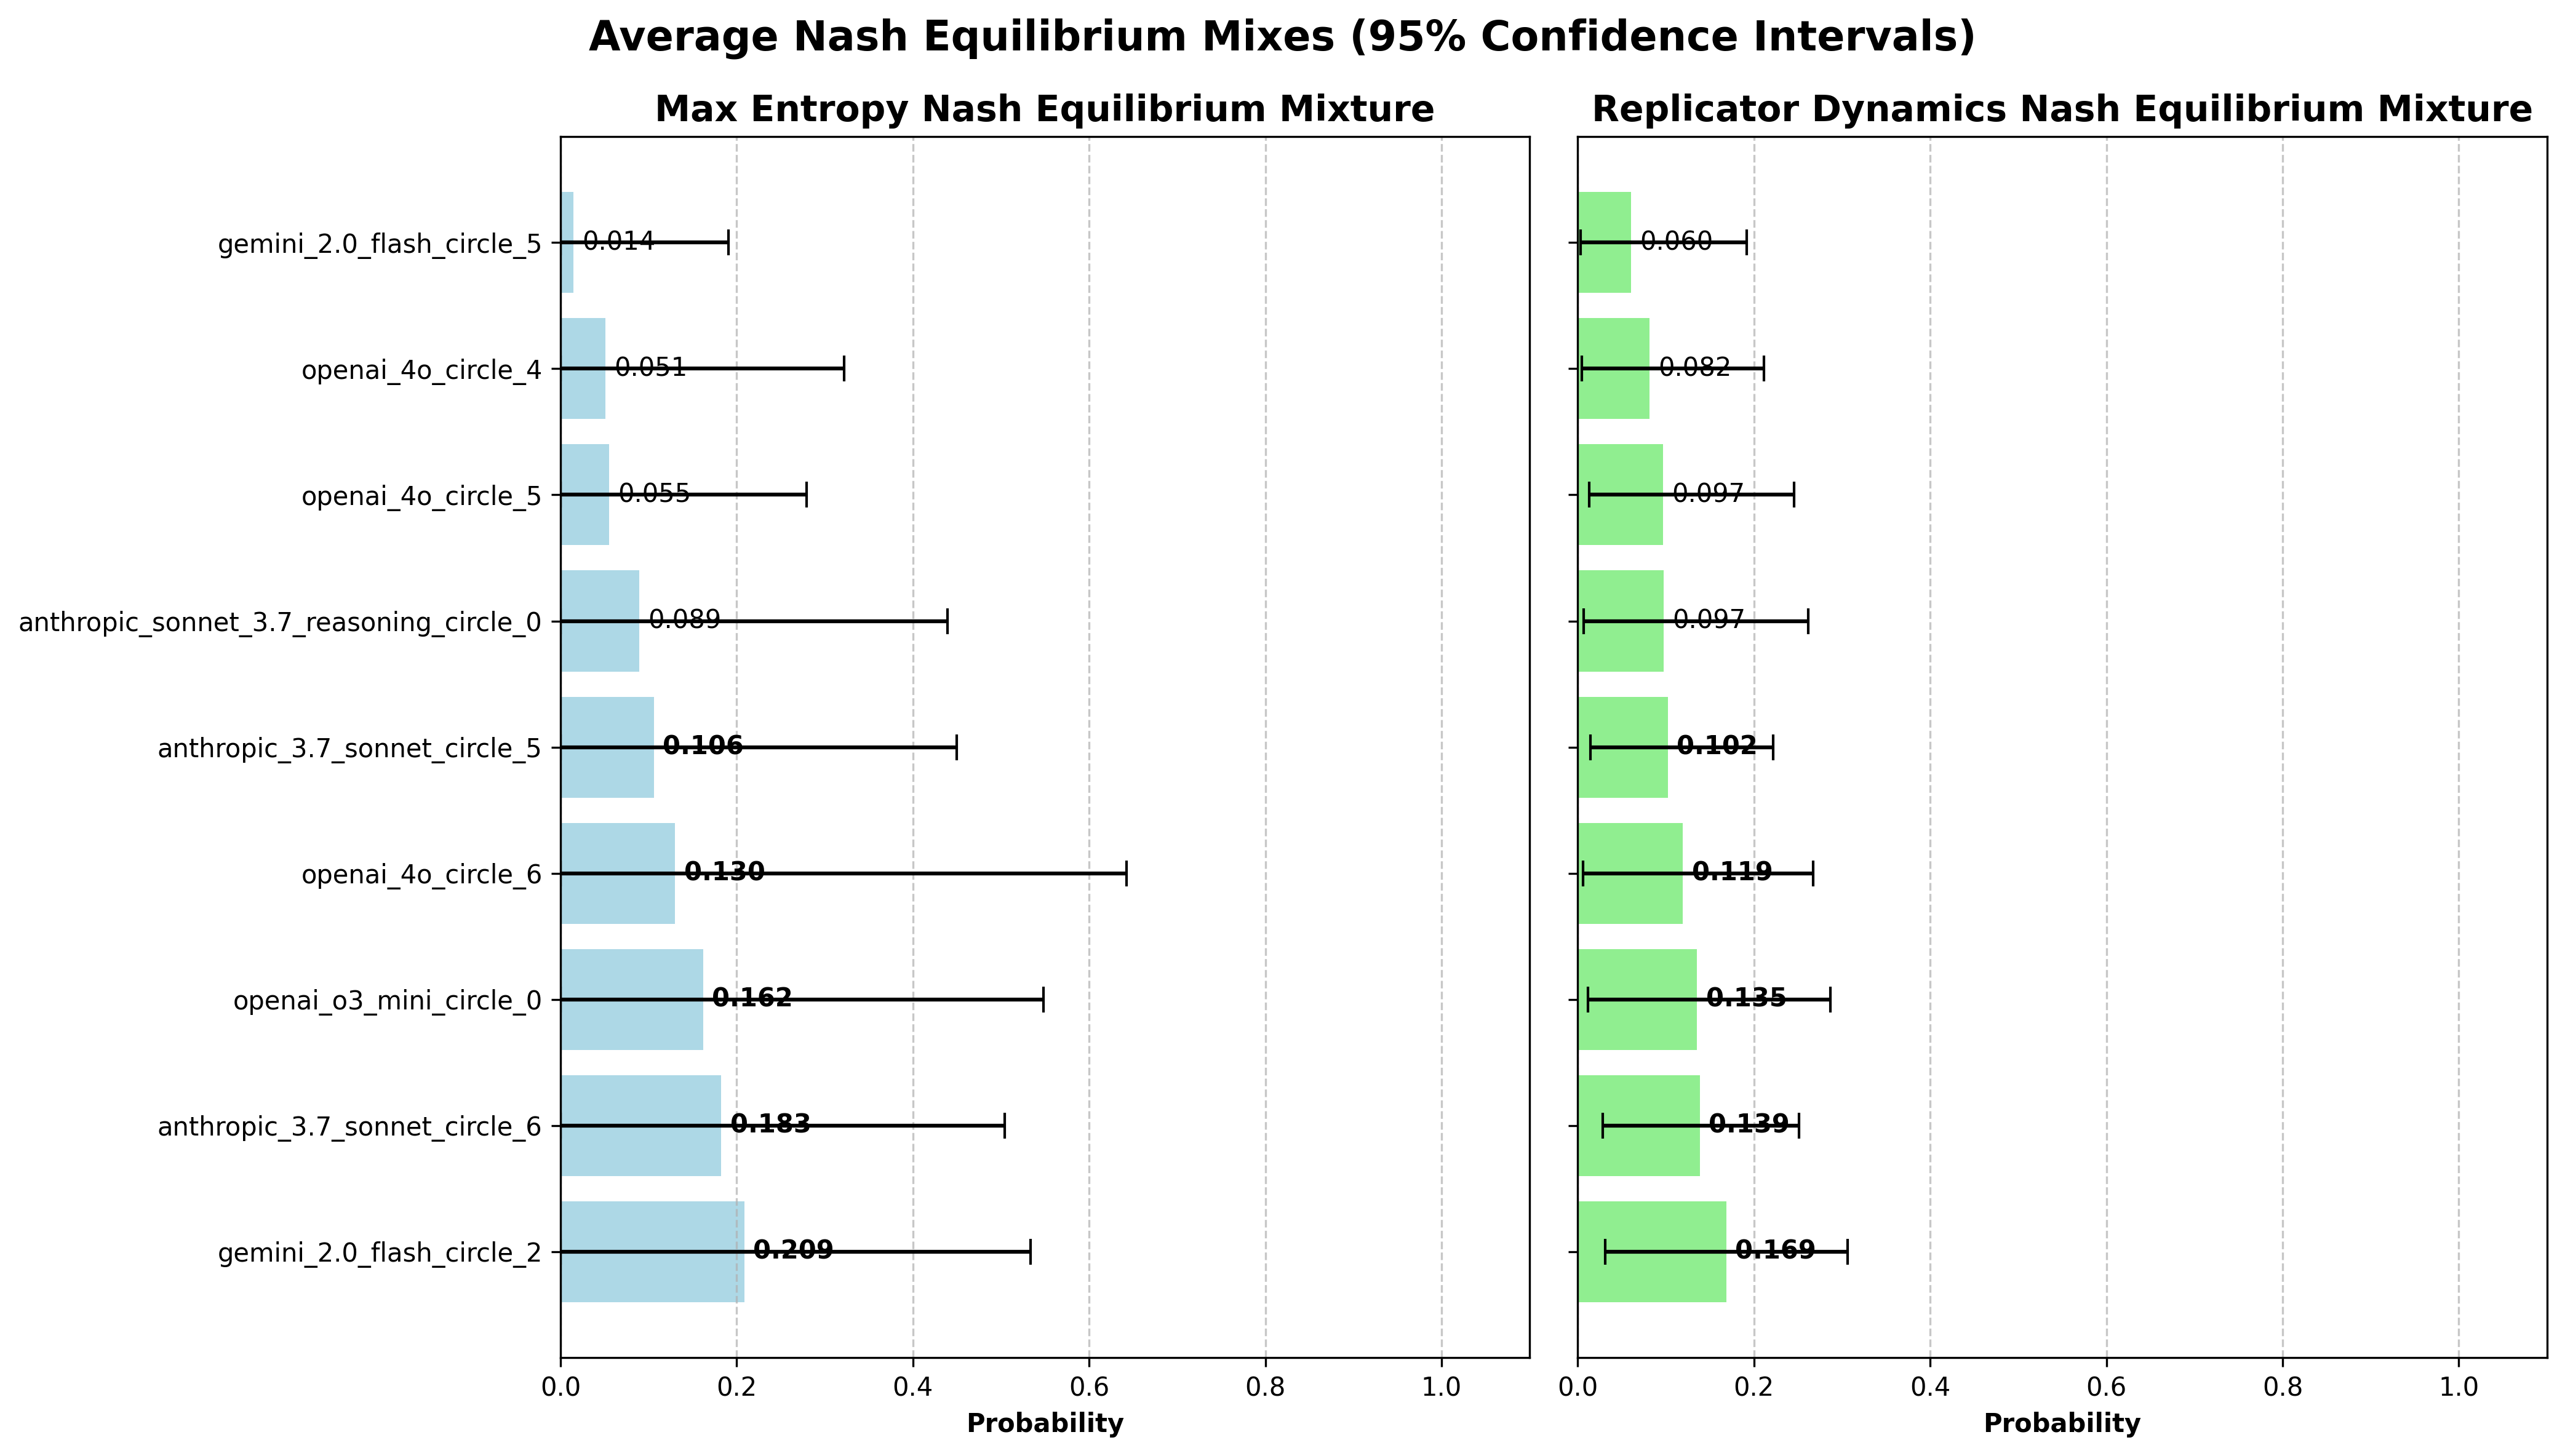 Average Nash Equilibrium Mixes (95% Confidence Intervals)
Max Entropy Nash Equilibrium Mixture
gemini_2.0_flash_circle_5
0.014
openai_4o_circle_4
0.051
openai_4o_circle_5
0.055
anthropic_sonnet_3.7_reasoning_circle_0
0.089
anthropic_3.7_sonnet_circle_5
0.106
openai_4o_circle_6
0.130
openai_o3_mini_circle_0
0.162
anthropic_3.7_sonnet_circle_6
0.183
gemini_2.0_flash_circle_2
0.209
0.0 0.2 0.4 0.6 0.8 1.0
Probability
Replicator Dynamics Nash Equilibrium Mixture
0.060
0.082
0.097
0.097
0.102
0.119
0.135
0.139
0.169
0.0 0.2 0.4 0.6 0.8 1.0
Probability